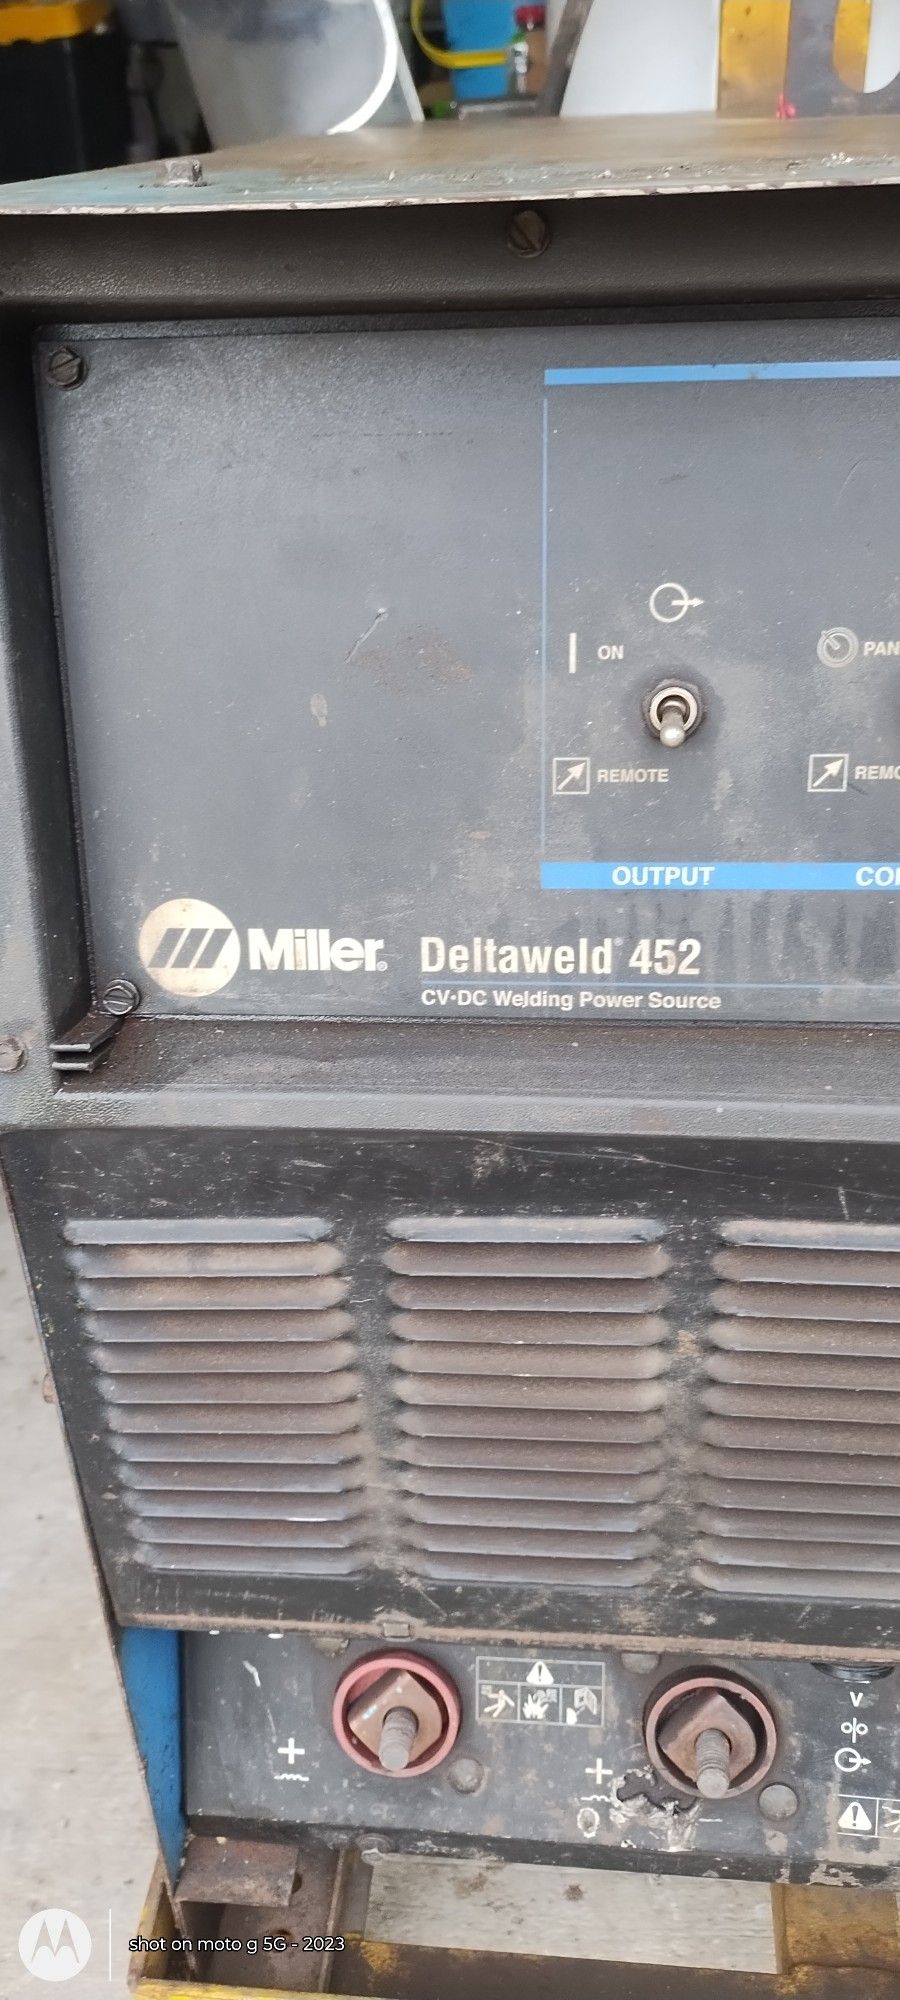 ON
PAN
REMOTE
REMO
OUTPUT
CO
Miller®
Deltaweld® 452
CV•DC Welding Power Source
+
+
V
shot on moto g 5G - 2023